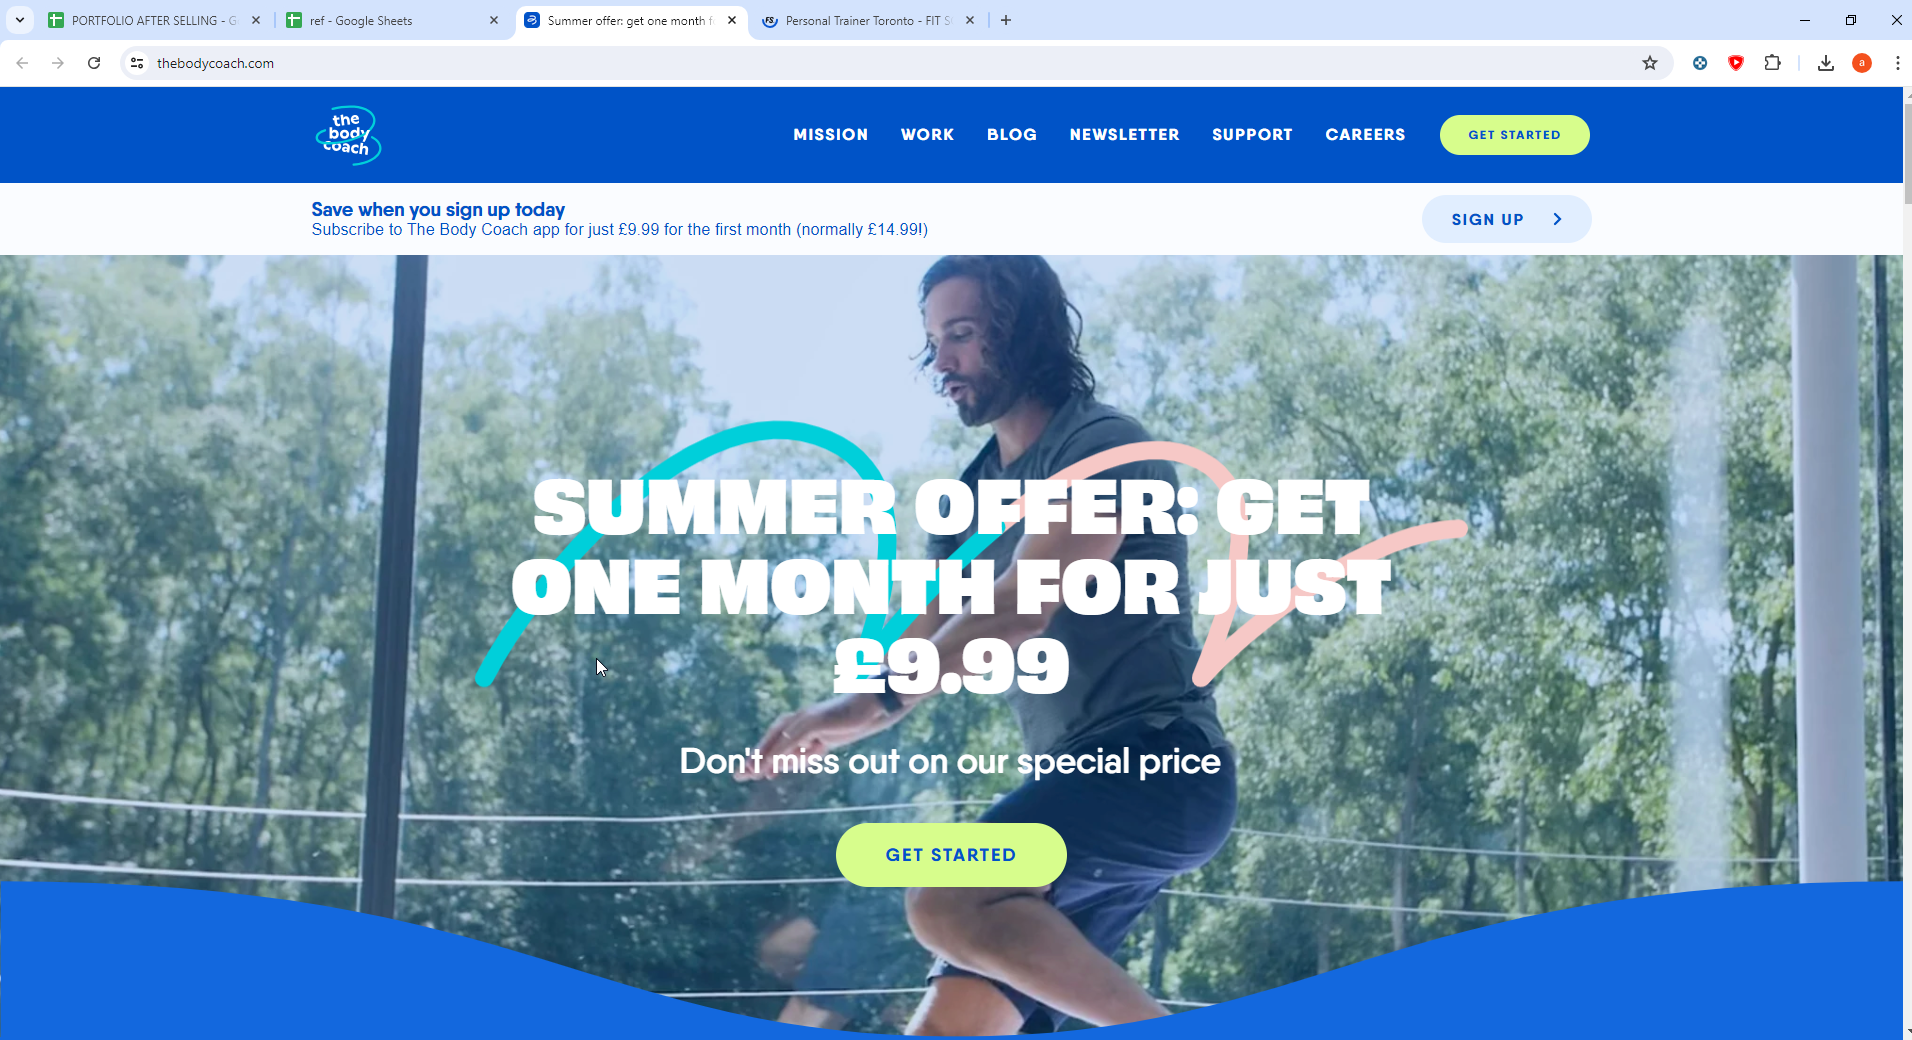 PORTFOLIO AFTER SELLING - G
ref - Google Sheets
Summer offer: get one month f
Personal Trainer Toronto - FIT S
thebodycoach.com
a
the
body
coach
MISSION
WORK
BLOG
NEWSLETTER
SUPPORT
CAREERS
GET STARTED
Save when you sign up today
Subscribe to The Body Coach app for just £9.99 for the first month (normally £14.99!)
SIGN UP
SUMMER OFFER: GET
ONE MONTH FOR JUST
£9.99
Don't miss out on our special price
GET STARTED